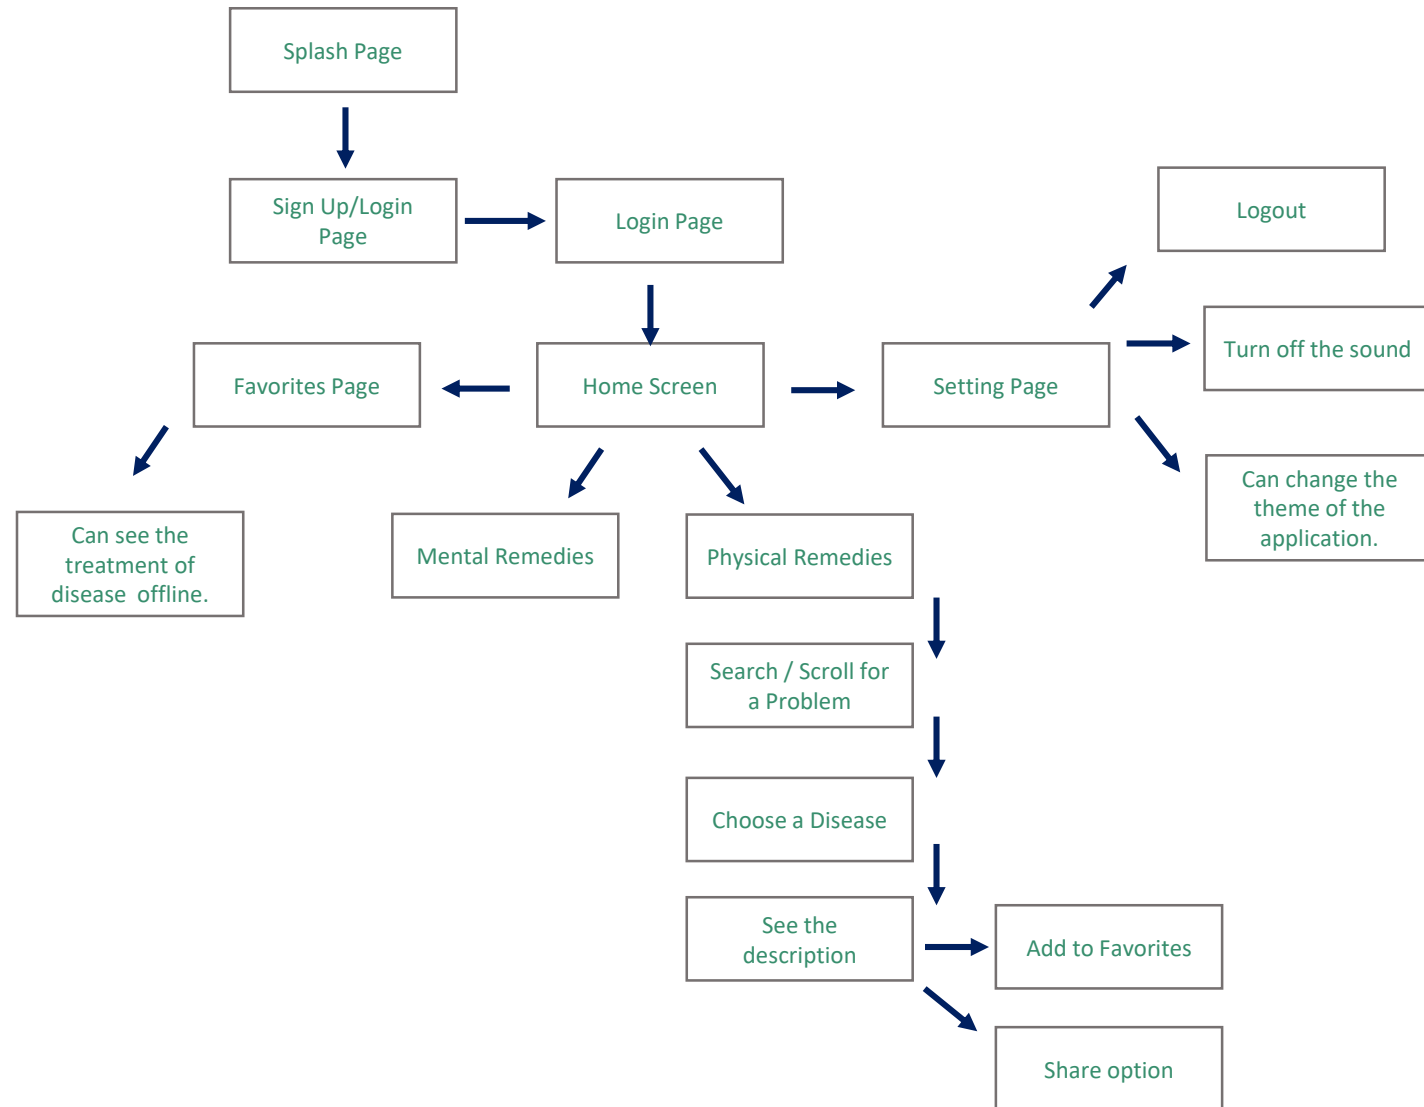 Splash Page
Sign Up/Login
Page
Login Page
Logout
Turn off the sound
Favorites Page
Home Screen
Setting Page
Can change the
theme of the
application.
Can see the
treatment of
disease  offline.
Mental Remedies
Physical Remedies
Search / Scroll for
a Problem
Choose a Disease
See the
description
Add to Favorites
Share option